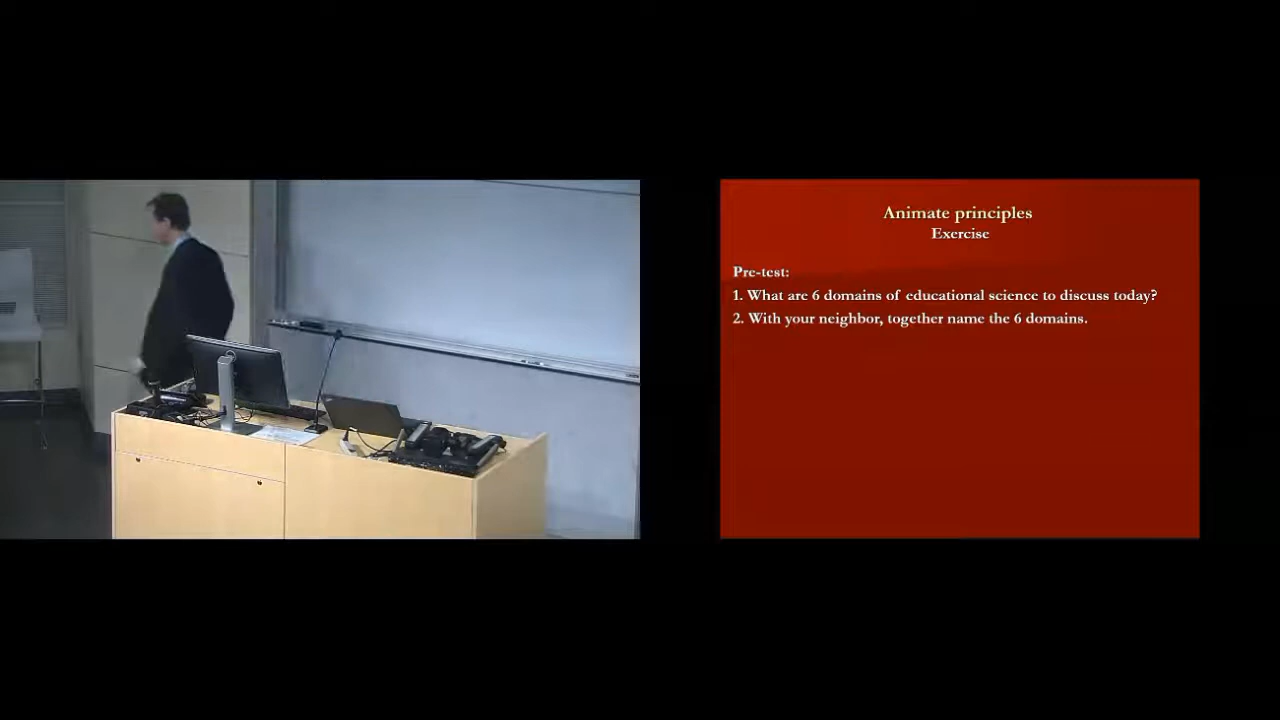 Animate principles
Exercise
Pre-test:
1. What are 6 domains of educational science to discuss today?
2. With your neighbor, together name the 6 domains.